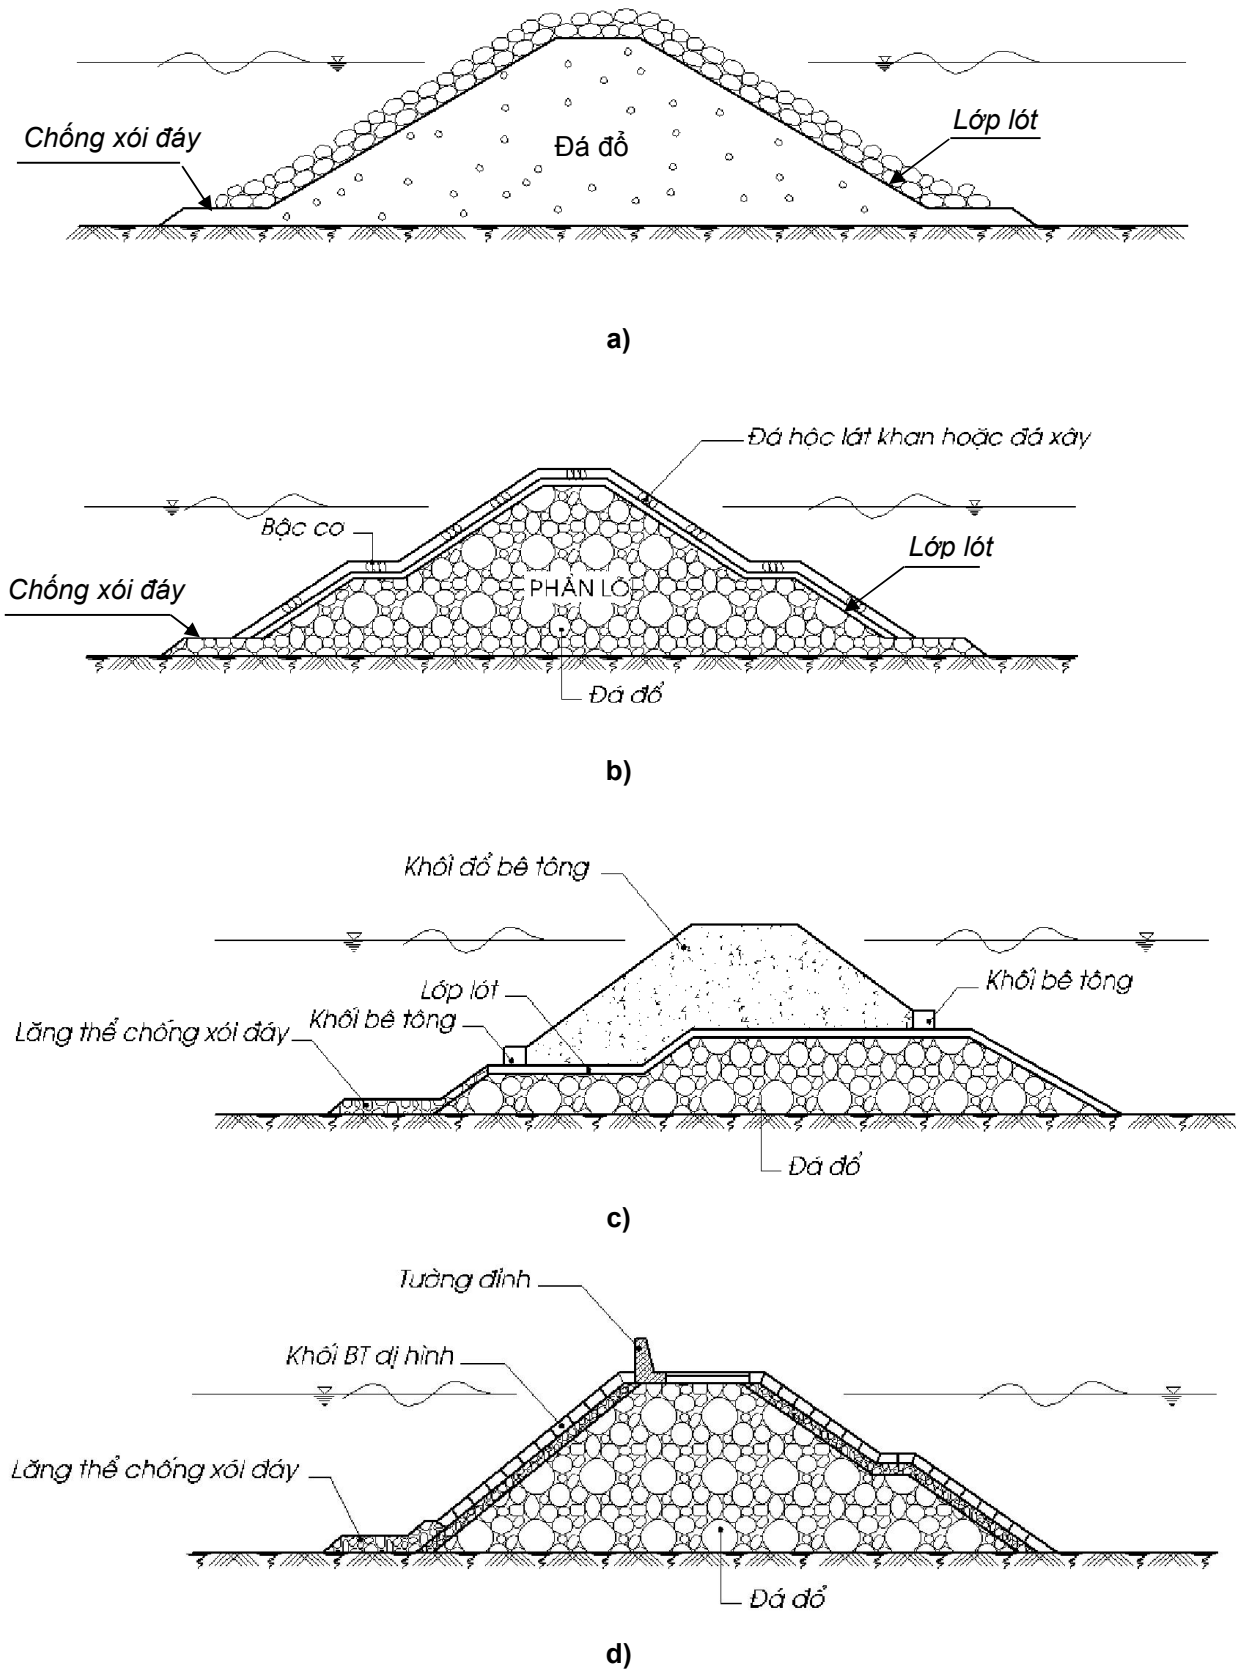 Chống xói đáy
Lớp lót
Đá đổ
a)
Đá hộc lát khan hoặc đá xây
Bậc cơ
Lớp lót
Chống xói đáy
PHẦN LÕI
Đá đổ
b)
Khối đổ bê tông
Lớp lót
Khối bê tông
Khối bê tông
Lăng thể chống xói đáy
Đá đổ
c)
Tường đỉnh
Khối BT dị hình
Lăng thể chống xói đáy
Đá đổ
d)